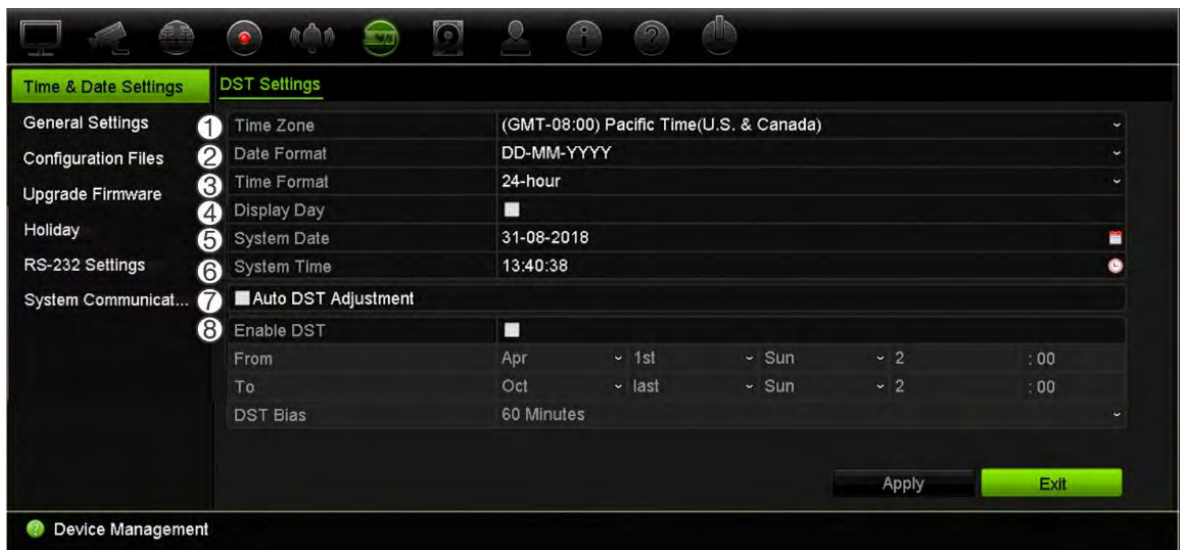 Time & Date Settings
DST Settings
General Settings
Configuration Files
Upgrade Firmware
Holiday
RS-232 Settings
System Communicat...
1 Time Zone (GMT-08:00) Pacific Time(U.S. & Canada)
2 Date Format DD-MM-YYYY
3 Time Format 24-hour
4 Display Day
5 System Date 31-08-2018
6 System Time 13:40:38
7 Auto DST Adjustment
8 Enable DST
From Apr 1st Sun 2 : 00
To Oct last Sun 2 : 00
DST Bias 60 Minutes
Apply Exit
? Device Management